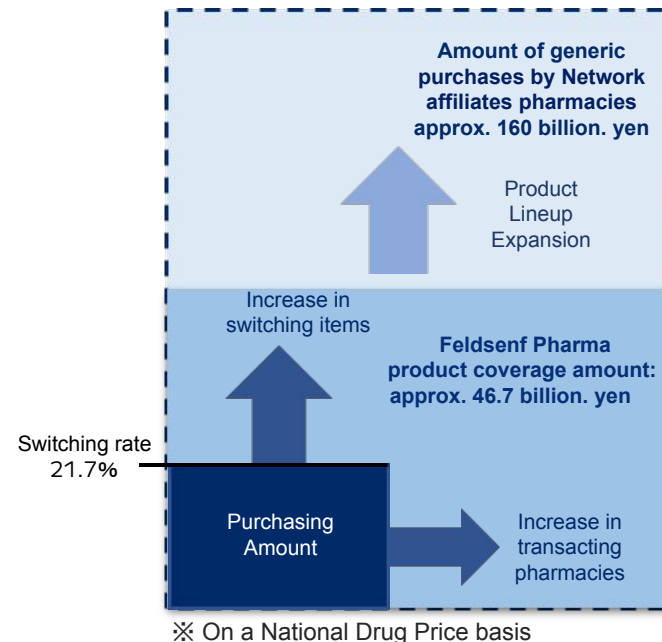 Amount of generic
purchases by Network
affiliates pharmacies
approx. 160 billion. yen
Product
Lineup
Expansion
Increase in
switching items
Feldsenf Pharma
product coverage amount:
approx. 46.7 billion. yen
Switching rate
21.7%
Purchasing
Amount
Increase in
transacting
pharmacies
※ On a National Drug Price basis